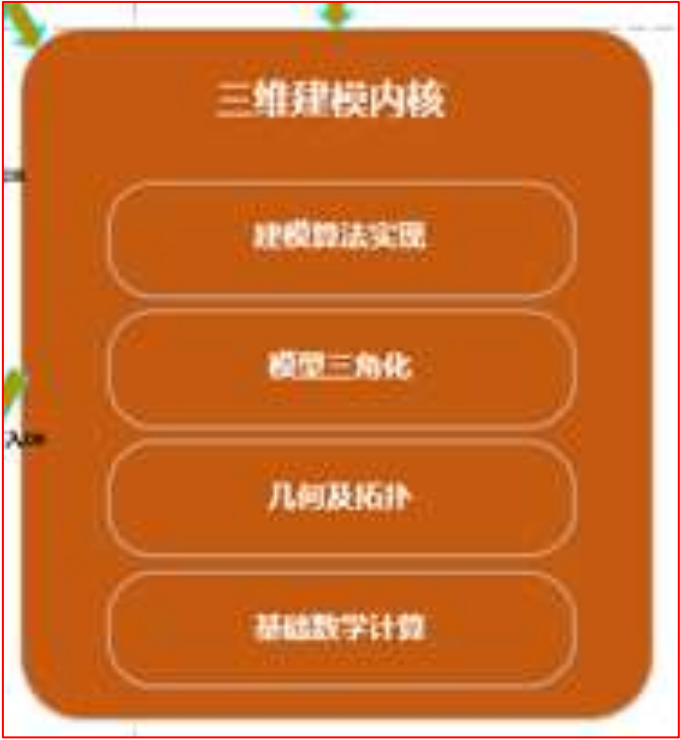 三维建模内核
建模算法实现
模型三角化
几何及拓扑
基础数学计算